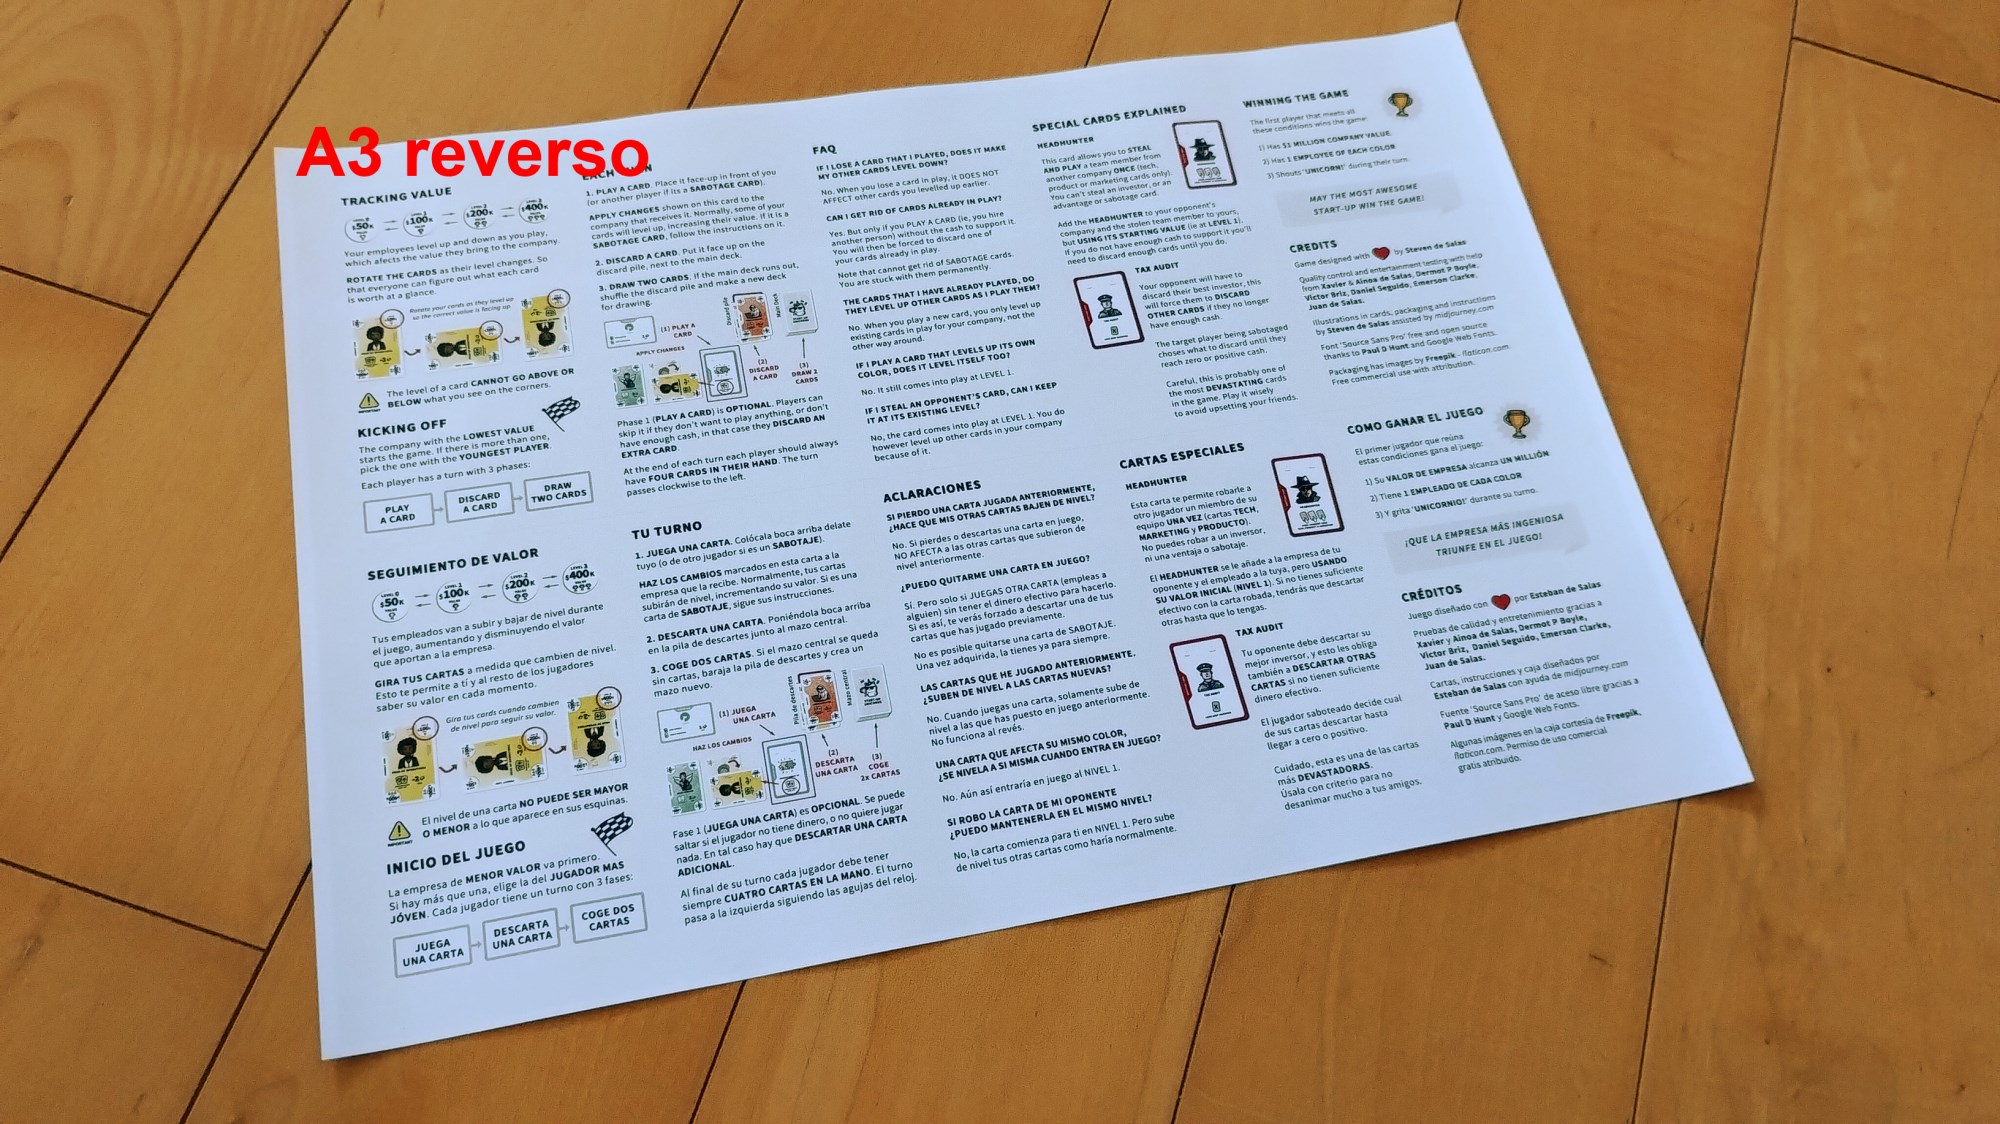 A3 reverso
TRACKING VALUE
$50K
$100K
$200K
$400K
Your employees level up and down as you play,
which affects the value they bring to the company.
ROTATE THE CARDS as their level changes. So
that everyone can figure out what each card
is worth at a glance.
Rotate your cards as they level up
so the correct value is facing up
The level of a card CANNOT GO ABOVE OR
BELOW what you see on the corners.
IMPORTANT
KICKING OFF
The company with the LOWEST VALUE
starts the game. If there is more than one,
pick the one with the YOUNGEST PLAYER.
Each player has a turn with 3 phases:
PLAY
A CARD
DISCARD
A CARD
DRAW
TWO CARDS
1. PLAY A CARD. Place it face-up in front of you
(or another player if its a SABOTAGE CARD).
APPLY CHANGES shown on this card to the
company that receives it. Normally, some of your
cards will level up, increasing their value. If it is a
SABOTAGE CARD, follow the instructions on it.
2. DISCARD A CARD. Put it face up on the
discard pile, next to the main deck.
3. DRAW TWO CARDS. If the main deck runs out,
shuffle the discard pile and make a new deck
for drawing.
(1) PLAY A
CARD
APPLY CHANGES
Discard pile
Main Deck
(2)
DISCARD
A CARD
(3)
DRAW 2
CARDS
Phase 1 (PLAY A CARD) is OPTIONAL. Players can
skip it if they don't want to play anything, or don't
have enough cash, in that case they DISCARD AN
EXTRA CARD.
At the end of each turn each player should always
have FOUR CARDS IN THEIR HAND. The turn
passes clockwise to the left.
FAQ
IF I LOSE A CARD THAT I PLAYED, DOES IT MAKE
MY OTHER CARDS LEVEL DOWN?
No. When you lose a card in play, it DOES NOT
AFFECT other cards you levelled up earlier.
CAN I GET RID OF CARDS ALREADY IN PLAY?
Yes. But only if you PLAY A CARD (ie, you hire
another person) without the cash to support it.
You will then be forced to discard one of
your cards already in play.
Note that cannot get rid of SABOTAGE cards.
You are stuck with them permanently.
THE CARDS THAT I HAVE ALREADY PLAYED, DO
THEY LEVEL UP OTHER CARDS AS I PLAY THEM?
No. When you play a new card, you only level up
existing cards in play for your company, not the
other way around.
IF I PLAY A CARD THAT LEVELS UP ITS OWN
COLOR, DOES IT LEVEL ITSELF TOO?
No. It still comes into play at LEVEL 1.
IF I STEAL AN OPPONENT'S CARD, CAN I KEEP
IT AT ITS EXISTING LEVEL?
No, the card comes into play at LEVEL 1. You do
however level up other cards in your company
because of it.
SPECIAL CARDS EXPLAINED
HEADHUNTER
This card allows you to STEAL
AND PLAY a team member from
another company ONCE (tech,
product or marketing cards only).
You can't steal an investor, or an
advantage or sabotage card.
Add the HEADHUNTER to your opponent's
company and the stolen team member to yours,
but USING ITS STARTING VALUE (ie at LEVEL 1).
If you do not have enough cash to support it you'll
need to discard enough cards until you do.
TAX AUDIT
Your opponent will have to
discard their best investor, this
will force them to DISCARD
OTHER CARDS if they no longer
have enough cash.
The target player being sabotaged
choses what to discard until they
reach zero or positive cash.
Careful, this is probably one of
the most DEVASTATING cards
in the game. Play it wisely
to avoid upsetting your friends.
WINNING THE GAME
The first player that meets all
these conditions wins the game:
1) Has $1 MILLION COMPANY VALUE.
2) Has 1 EMPLOYEE OF EACH COLOR
3) Shouts 'UNICORN!' during their turn.
MAY THE MOST AWESOME
START-UP WIN THE GAME!
CREDITS
Game designed with by Steven de Salas
Quality control and entertainment testing with help
from Xavier & Ainoa de Salas, Dermot P Boyle,
Victor Briz, Daniel Seguido, Emerson Clarke,
Juan de Salas.
Illustrations in cards, packaging and instructions
by Steven de Salas assisted by midjourney.com
Font 'Source Sans Pro' free and open source
thanks to Paul D Hunt and Google Web Fonts.
Packaging has images by Freepik - flaticon.com.
Free commercial use with attribution.
SEGUIMIENTO DE VALOR
$50K
$100K
$200K
$400K
Tus empleados van a subir y bajar de nivel durante
el juego, aumentando y disminuyendo el valor
que aportan a la empresa.
GIRA TUS CARTAS a medida que cambien de nivel.
Esto te permite a tí y al resto de los jugadores
saber su valor en cada momento.
Gira tus cards cuando cambien
de nivel para seguir su valor.
El nivel de una carta NO PUEDE SER MAYOR
O MENOR a lo que aparece en sus esquinas.
IMPORTANT
INICIO DEL JUEGO
La empresa de MENOR VALOR va primero.
Si hay más que una, elige la del JUGADOR MAS
JÓVEN. Cada jugador tiene un turno con 3 fases:
JUEGA
UNA CARTA
DESCARTA
UNA CARTA
COGE DOS
CARTAS
TU TURNO
1. JUEGA UNA CARTA. Colócala boca arriba delate
tuyo (o de otro jugador si es un SABOTAJE).
HAZ LOS CAMBIOS marcados en esta carta a la
empresa que la recibe. Normalmente, tus cartas
subirán de nivel, incrementando su valor. Si es una
carta de SABOTAJE, sigue sus instrucciones.
2. DESCARTA UNA CARTA. Poniéndola boca arriba
en la pila de descartes junto al mazo central.
3. COGE DOS CARTAS. Si el mazo central se queda
sin cartas, baraja la pila de descartes y crea un
mazo nuevo.
(1) JUEGA
UNA CARTA
HAZ LOS CAMBIOS
Pila de descartes
Mazo central
(2)
DESCARTA
UNA CARTA
(3)
COGE
2x CARTAS
Fase 1 (JUEGA UNA CARTA) es OPCIONAL. Se puede
saltar si el jugador no tiene dinero, o no quiere jugar
nada. En tal caso hay que DESCARTAR UNA CARTA
ADICIONAL.
Al final de su turno cada jugador debe tener
siempre CUATRO CARTAS EN LA MANO. El turno
pasa a la izquierda siguiendo las agujas del reloj.
ACLARACIONES
SI PIERDO UNA CARTA JUGADA ANTERIORMENTE,
¿HACE QUE MIS OTRAS CARTAS BAJEN DE NIVEL?
No. Si pierdes o descartas una carta en juego,
NO AFECTA a las otras cartas que subieron de
nivel anteriormente.
¿PUEDO QUITARME UNA CARTA EN JUEGO?
Sí. Pero solo si JUEGAS OTRA CARTA (empleas a
alguien) sin tener el dinero efectivo para hacerlo.
Si es así, te verás forzado a descartar una de tus
cartas que has jugado previamente.
No es posible quitarse una carta de SABOTAJE.
Una vez adquirida, la tienes ya para siempre.
LAS CARTAS QUE HE JUGADO ANTERIORMENTE.
¿SUBEN DE NIVEL A LAS CARTAS NUEVAS?
No. Cuando juegas una carta, solamente sube de
nivel a las que has puesto en juego anteriormente.
No funciona al revés.
UNA CARTA QUE AFECTA SU MISMO COLOR,
¿SE NIVELA A SI MISMA CUANDO ENTRA EN JUEGO?
No. Aún así entraría en juego al NIVEL 1.
SI ROBO LA CARTA DE MI OPONENTE
¿PUEDO MANTENERLA EN EL MISMO NIVEL?
No, la carta comienza para ti en NIVEL 1. Pero sube
de nivel tus otras cartas como haría normalmente.
CARTAS ESPECIALES
HEADHUNTER
Esta carta te permite robarle a
otro jugador un miembro de su
equipo UNA VEZ (cartas TECH,
MARKETING y PRODUCTO).
No puedes robar a un inversor,
ni una ventaja o sabotaje.
El HEADHUNTER se le añade a la empresa de tu
oponente y el empleado a la tuya, pero USANDO
SU VALOR INICIAL (NIVEL 1). Si no tienes suficiente
efectivo con la carta robada, tendrás que descartar
otras hasta que lo tengas.
TAX AUDIT
Tu oponente debe descartar su
mejor inversor, y esto les obliga
también a DESCARTAR OTRAS
CARTAS si no tienen suficiente
dinero efectivo.
El jugador saboteado decide cual
de sus cartas descartar hasta
llegar a cero o positivo.
Cuidado, esta es una de las cartas
más DEVASTADORAS.
Úsala con criterio para no
desanimar mucho a tus amigos.
COMO GANAR EL JUEGO
El primer jugador que reúna
estas condiciones gana el juego:
1) Su VALOR DE EMPRESA alcanza UN MILLIÓN
2) Tiene 1 EMPLEADO DE CADA COLOR
3) Y grita 'UNICORNIO!' durante su turno.
¡QUE LA EMPRESA MÁS INGENIOSA
TRIUNFE EN EL JUEGO!
CRÉDITOS
Juego diseñado con por Esteban de Salas
Pruebas de calidad y entretenimiento gracias a
Xavier y Ainoa de Salas, Dermot P Boyle,
Victor Briz, Daniel Seguido, Emerson Clarke,
Juan de Salas.
Cartas, instrucciones y caja diseñados por
Esteban de Salas con ayuda de midjourney.com
Fuente 'Source Sans Pro' de aceso libre gracias a
Paul D Hunt y Google Web Fonts.
Algunas imágenes en la caja cortesía de Freepik,
flaticon.com. Permiso de uso comercial
gratis atribuido.